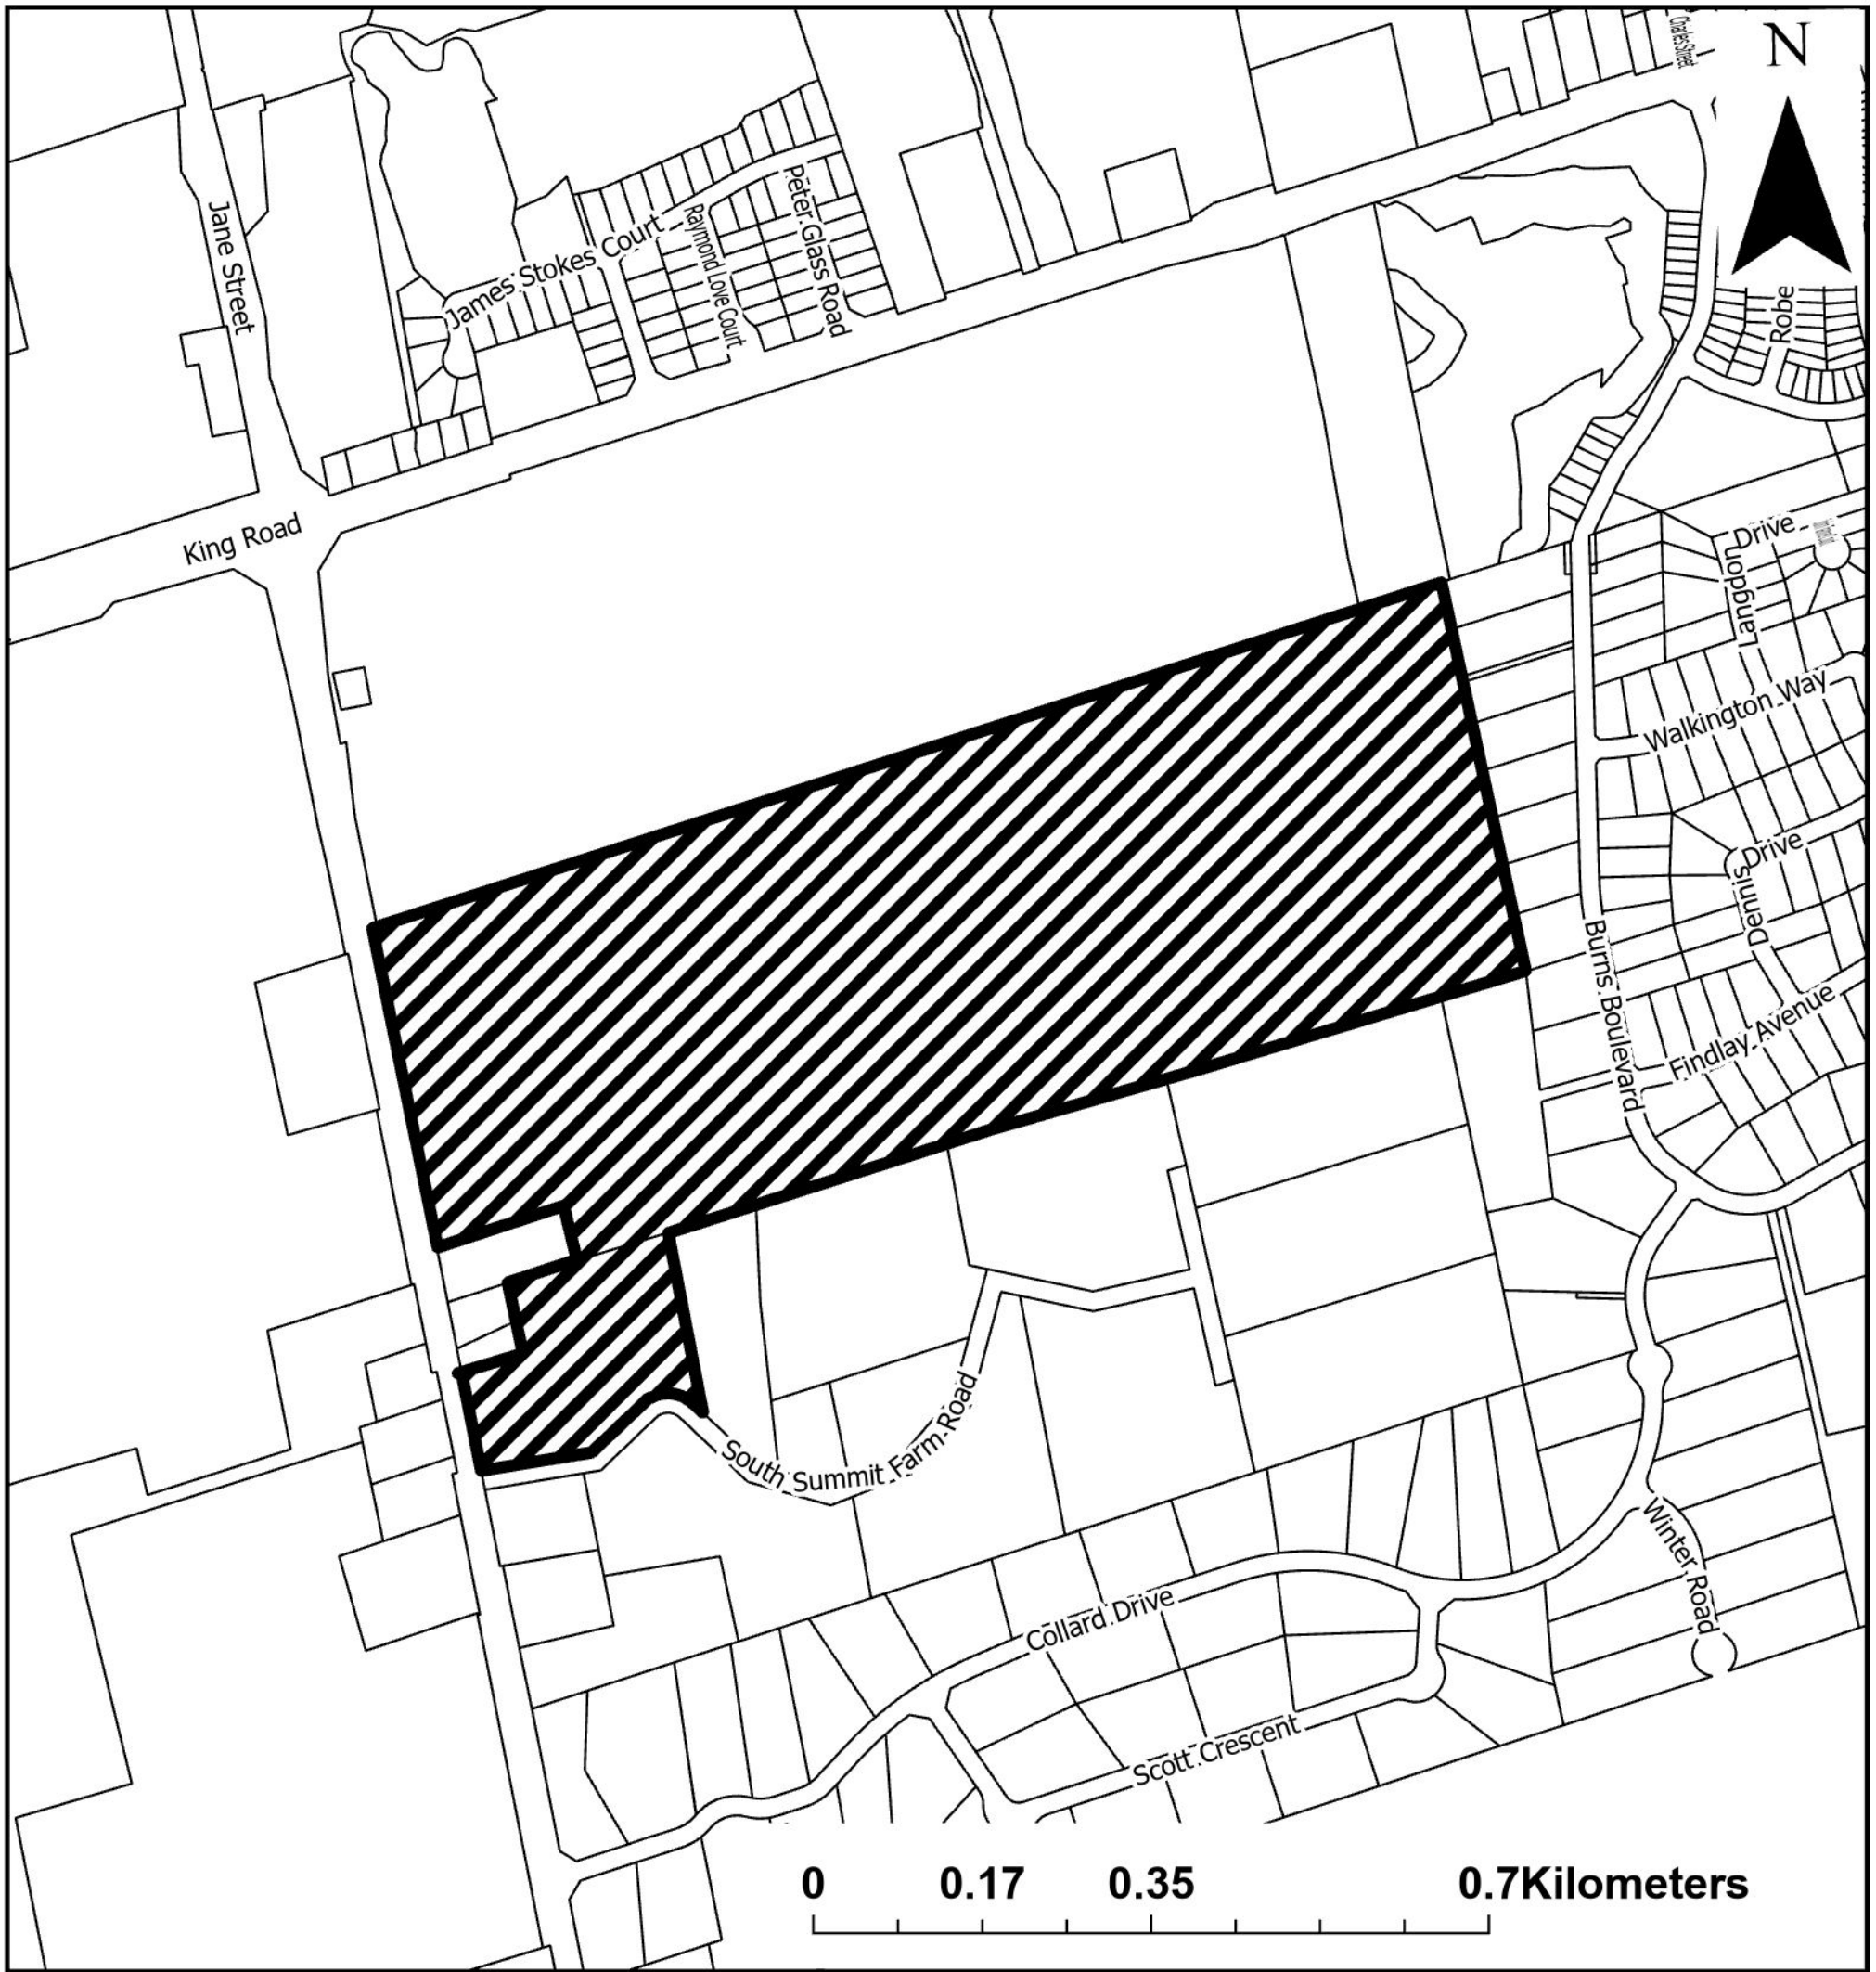 Charles Street
N
Jane Street
James Stokes Court
Raymond Love Court
Peter Glass Road
Robe
King Road
Langdon
Drive
Walkington Way
Dennis
Drive
Burns Boulevard
Findlay Avenue
South Summit Farm Road
Winter Road
Collard Drive
Scott Crescent
0 0.17 0.35 0.7Kilometers